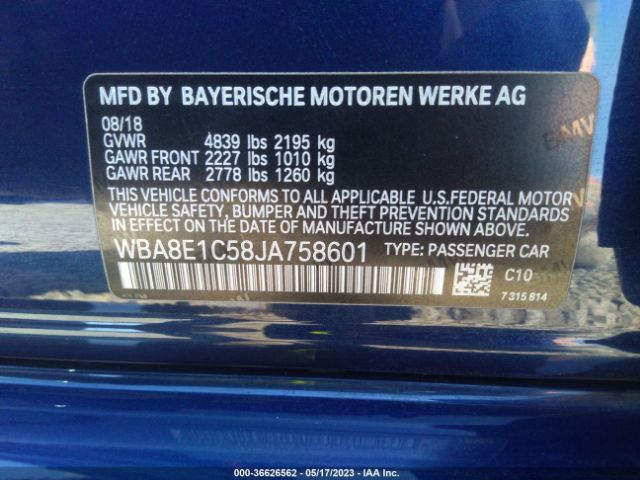 MFD BY BAYERISCHE MOTOREN WERKE AG
08/18
GVWR 4839 lbs 2195 kg
GAWR FRONT 2227 lbs 1010 kg
GAWR REAR 2778 lbs 1260 kg
THIS VEHICLE CONFORMS TO ALL APPLICABLE U.S.FEDERAL MOTOR
VEHICLE SAFETY, BUMPER AND THEFT PREVENTION STANDARDS
IN EFFECT ON THE DATE OF MANUFACTURE SHOWN ABOVE.
WBA8E1C58JA758601 TYPE: PASSENGER CAR
C10
7315814
BMW
© - 36626562 - 05/17/2023 - IAA Inc.